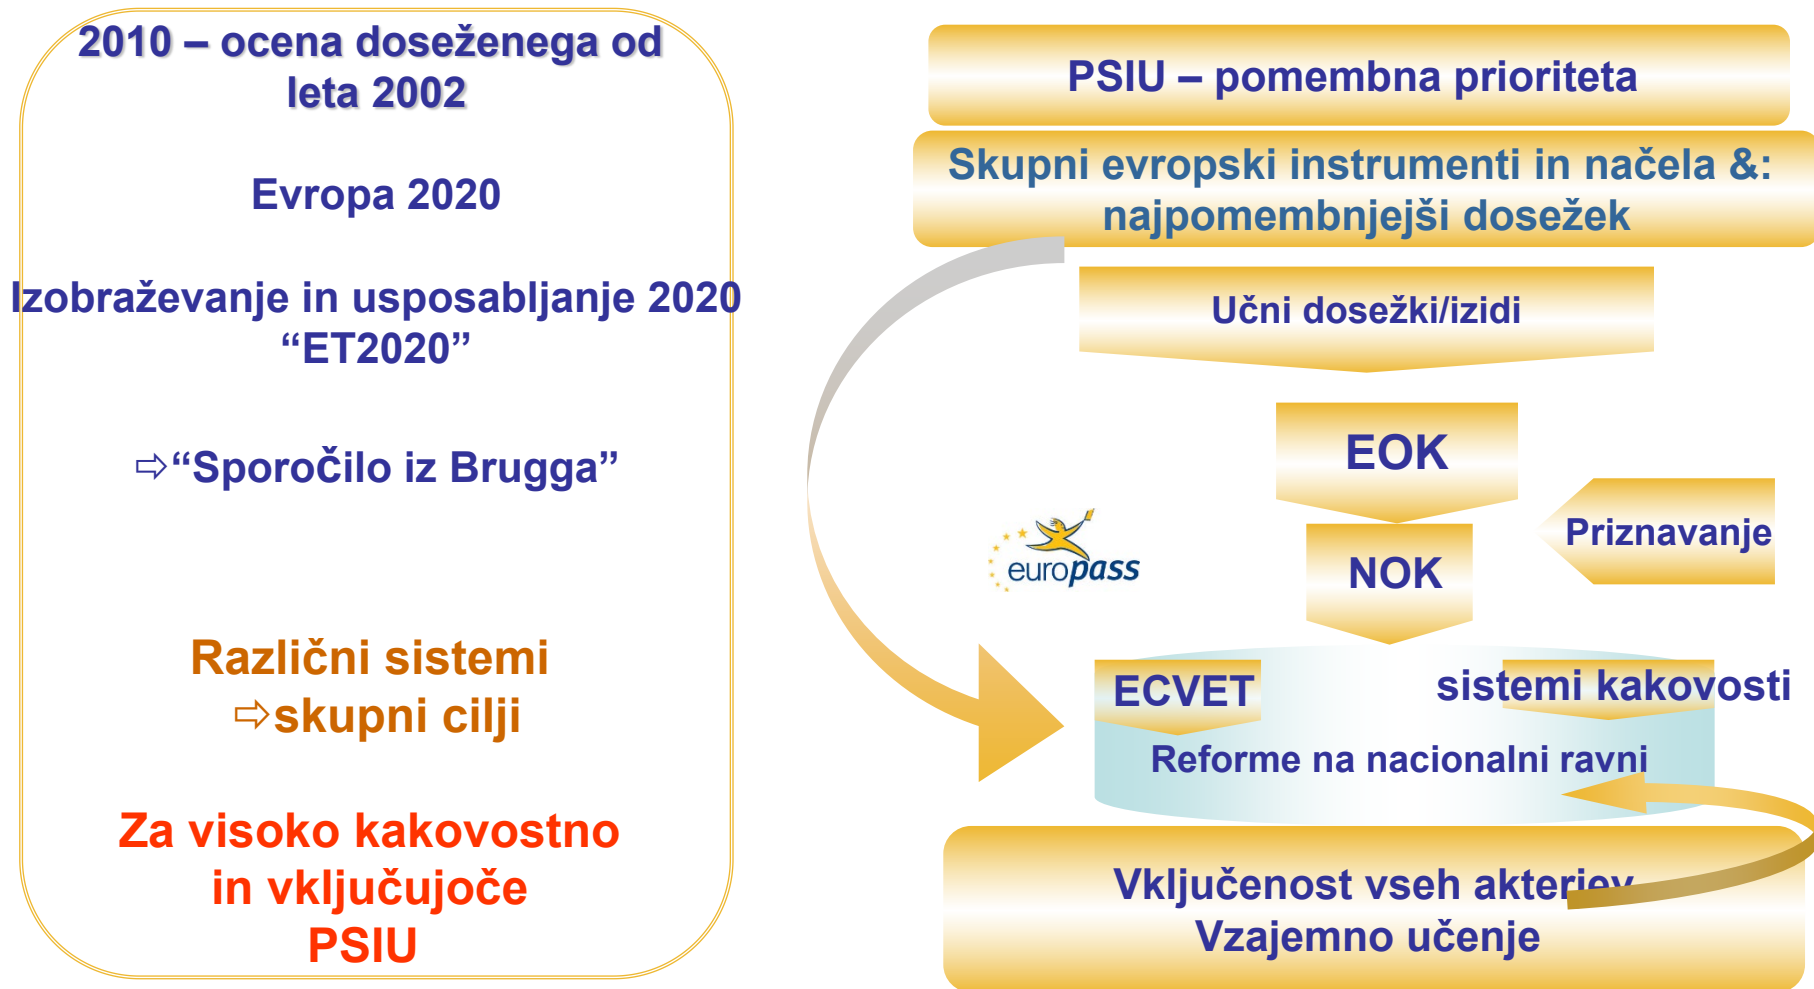 2010 – ocena doseženega od
leta 2002
Evropa 2020
Izobraževanje in usposabljanje 2020
“ET2020”
⇨“Sporočilo iz Brugga”
Različni sistemi
⇨skupni cilji
Za visoko kakovostno
in vključujoče
PSIU
PSIU – pomembna prioriteta
Skupni evropski instrumenti in načela &:
najpomembnjejši dosežek
Učni dosežki/izidi
EOK
Priznavanje
NOK
europass
ECVET
sistemi kakovosti
Reforme na nacionalni ravni
Vključenost vseh akterjev
Vzajemno učenje